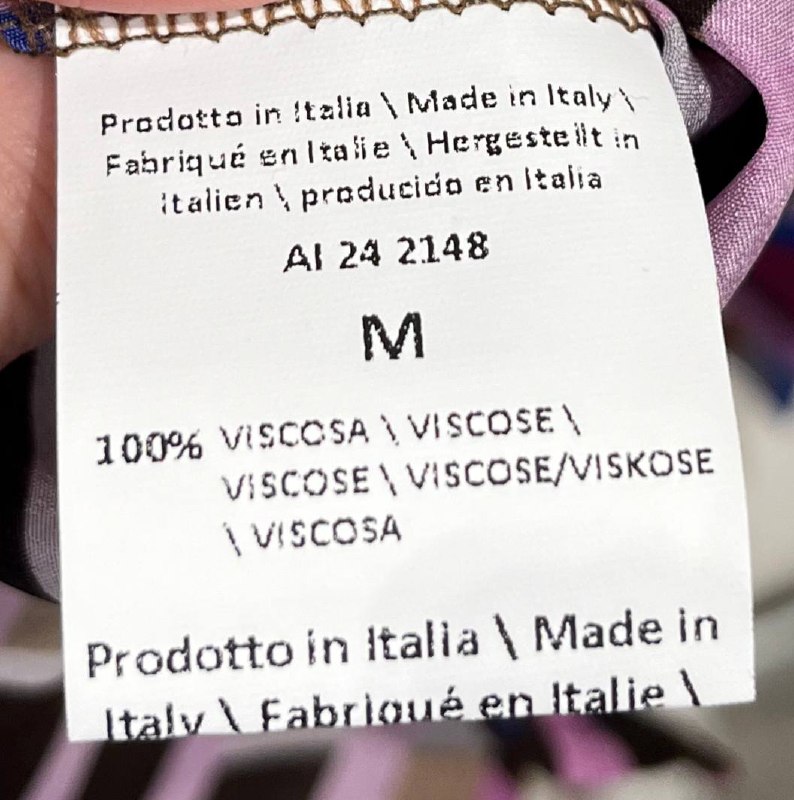 Prodotto in Italia \ Made in Italy \
Fabriqué en Italie \ Hergestellt in
Italien \ producido en Italia
AI 24 2148
M
100% VISCOSA \ VISCOSE \
VISCOSE \ VISCOSE/VISKOSE
\ VISCOSA
Prodotto in Italia \ Made in
Italy \ Fabriqué en Italie \